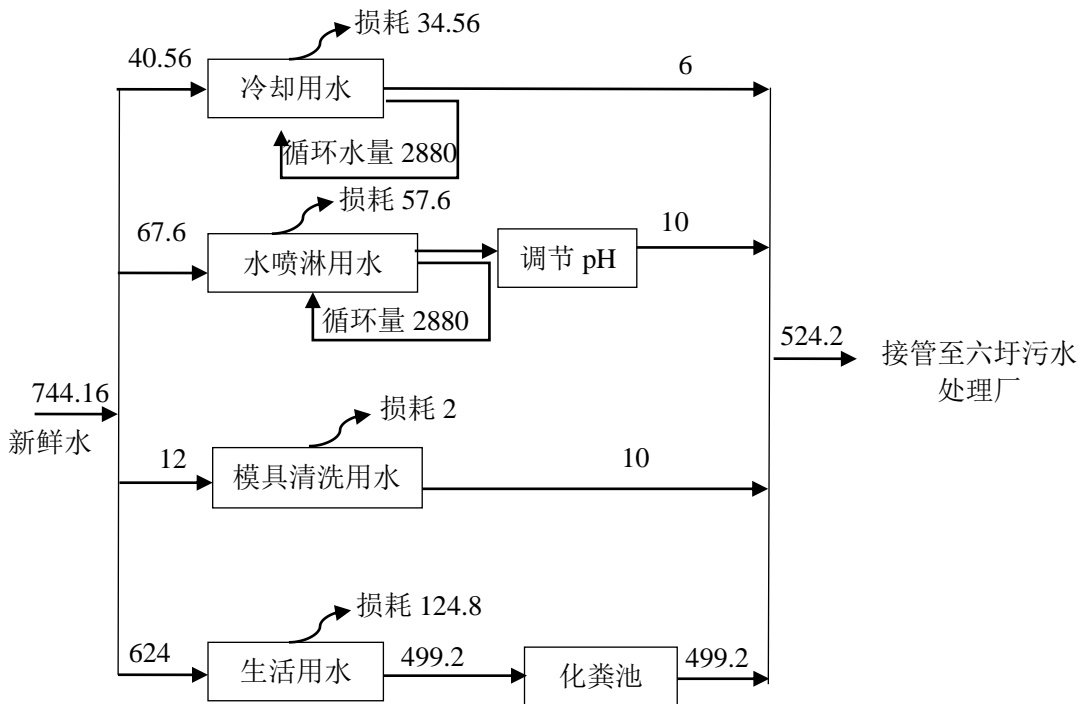 损耗 34.56
40.56
冷却用水
6
循环水量 2880
损耗 57.6
67.6
水喷淋用水
调节 pH
10
循环量 2880
524.2
接管至六圩污水
处理厂
744.16
新鲜水
损耗 2
12
模具清洗用水
10
损耗 124.8
624
生活用水
499.2
化粪池
499.2